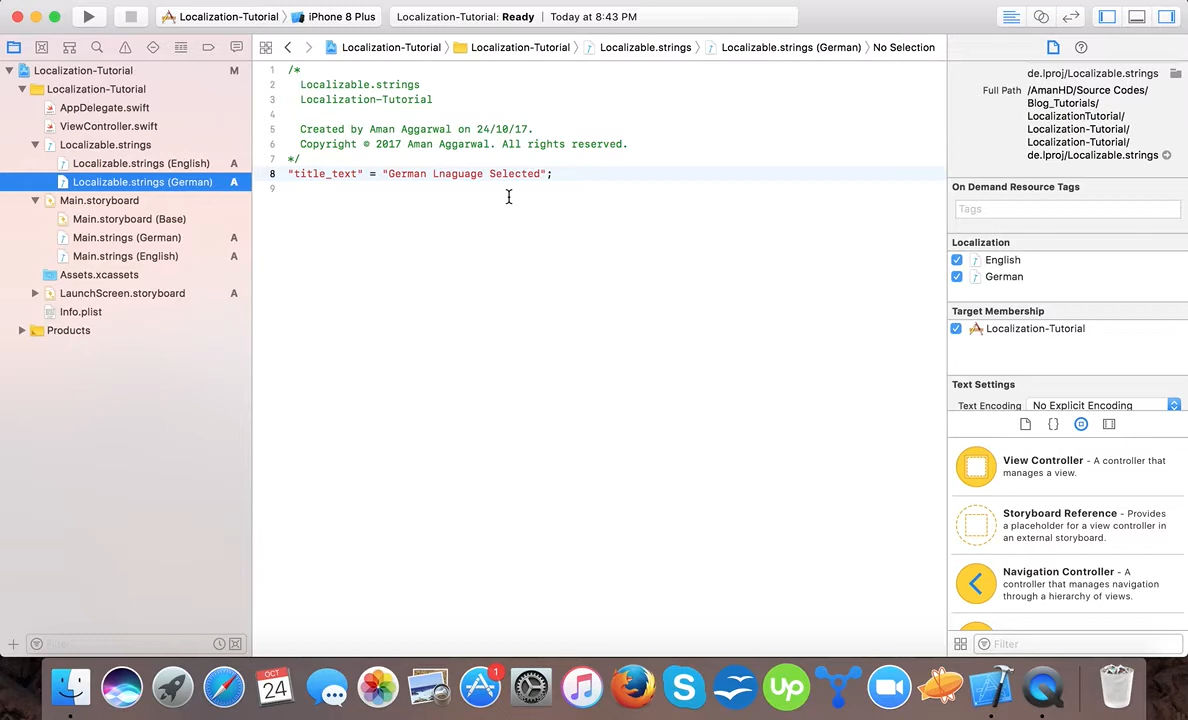 Localization-Tutorial
iPhone 8 Plus
Localization-Tutorial: Ready
Today at 8:43 PM
Localization-Tutorial
Localization-Tutorial
Localizable.strings
Localizable.strings (German)
No Selection
Localization-Tutorial M
Localization-Tutorial
AppDelegate.swift
ViewController.swift
Localizable.strings
Localizable.strings (English) A
Localizable.strings (German) A
Main.storyboard
Main.storyboard (Base)
Main.strings (German) A
Main.strings (English) A
Assets.xcassets
LaunchScreen.storyboard A
Info.plist
Products
Filter
1 /*
2 Localizable.strings
3 Localization-Tutorial
4
5 Created by Aman Aggarwal on 24/10/17.
6 Copyright © 2017 Aman Aggarwal. All rights reserved.
7 */
8 "title_text" = "German Lnaguage Selected";
9
de.lproj/Localizable.strings
Full Path /AmanHD/Source Codes/
Blog_Tutorials/
LocalizationTutorial/
Localization-Tutorial/
Localization-Tutorial/
de.lproj/Localizable.strings
On Demand Resource Tags
Tags
Localization
English
German
Target Membership
Localization-Tutorial
Text Settings
Text Encoding No Explicit Encoding
{}
View Controller - A controller that
manages a view.
Storyboard Reference - Provides
a placeholder for a view controller in
an external storyboard.
Navigation Controller - A
controller that manages navigation
through a hierarchy of views.
Filter
OCT
24
1
up